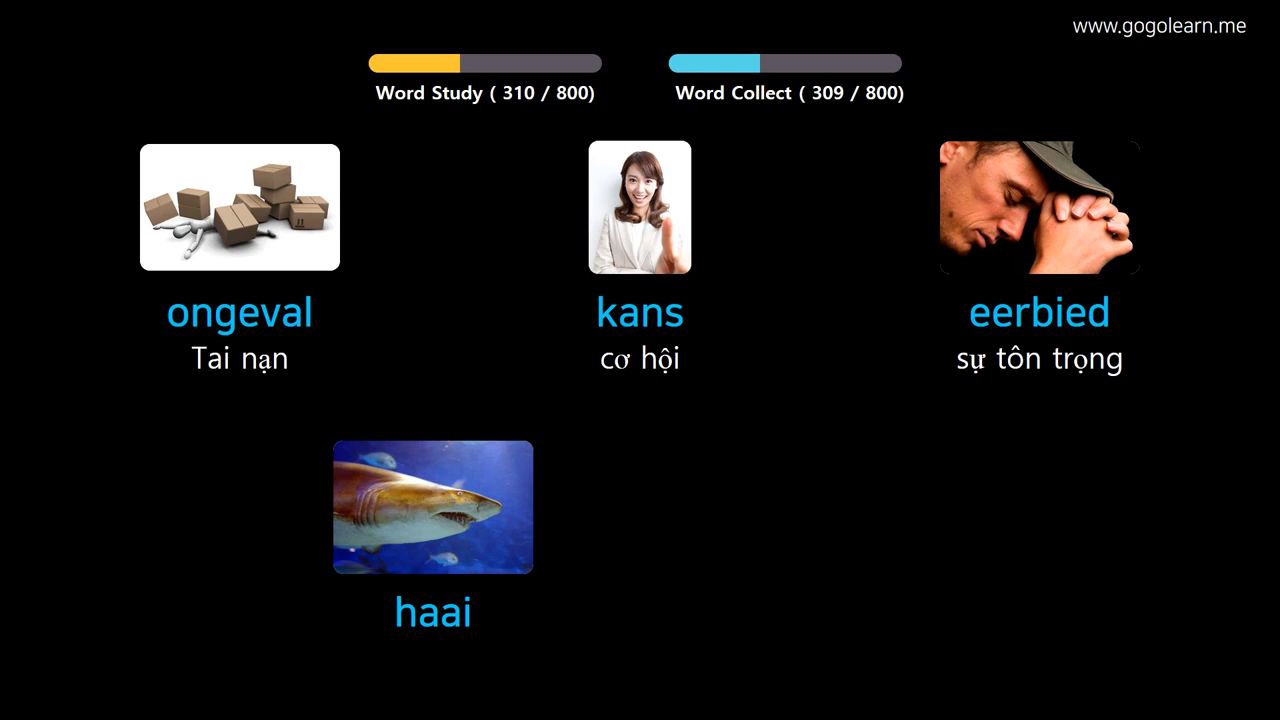 www.gogolearn.me
Word Study ( 310 / 800)
Word Collect ( 309 / 800)
ongeval
kans
eerbied
Tai nạn
cơ hội
sự tôn trọng
haai